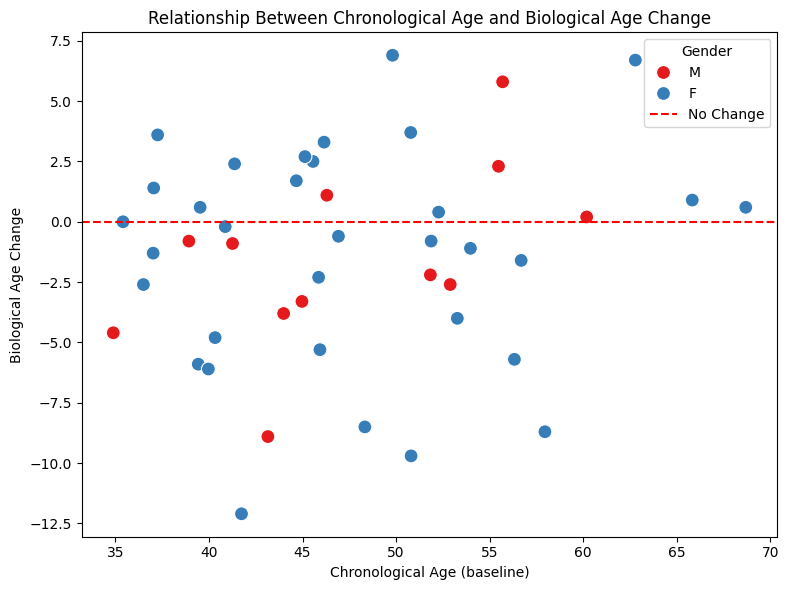 Relationship Between Chronological Age and Biological Age Change
Gender
M
F
No Change
7.5
5.0
2.5
0.0
−2.5
−5.0
−7.5
−10.0
−12.5
Biological Age Change
35 40 45 50 55 60 65 70
Chronological Age (baseline)